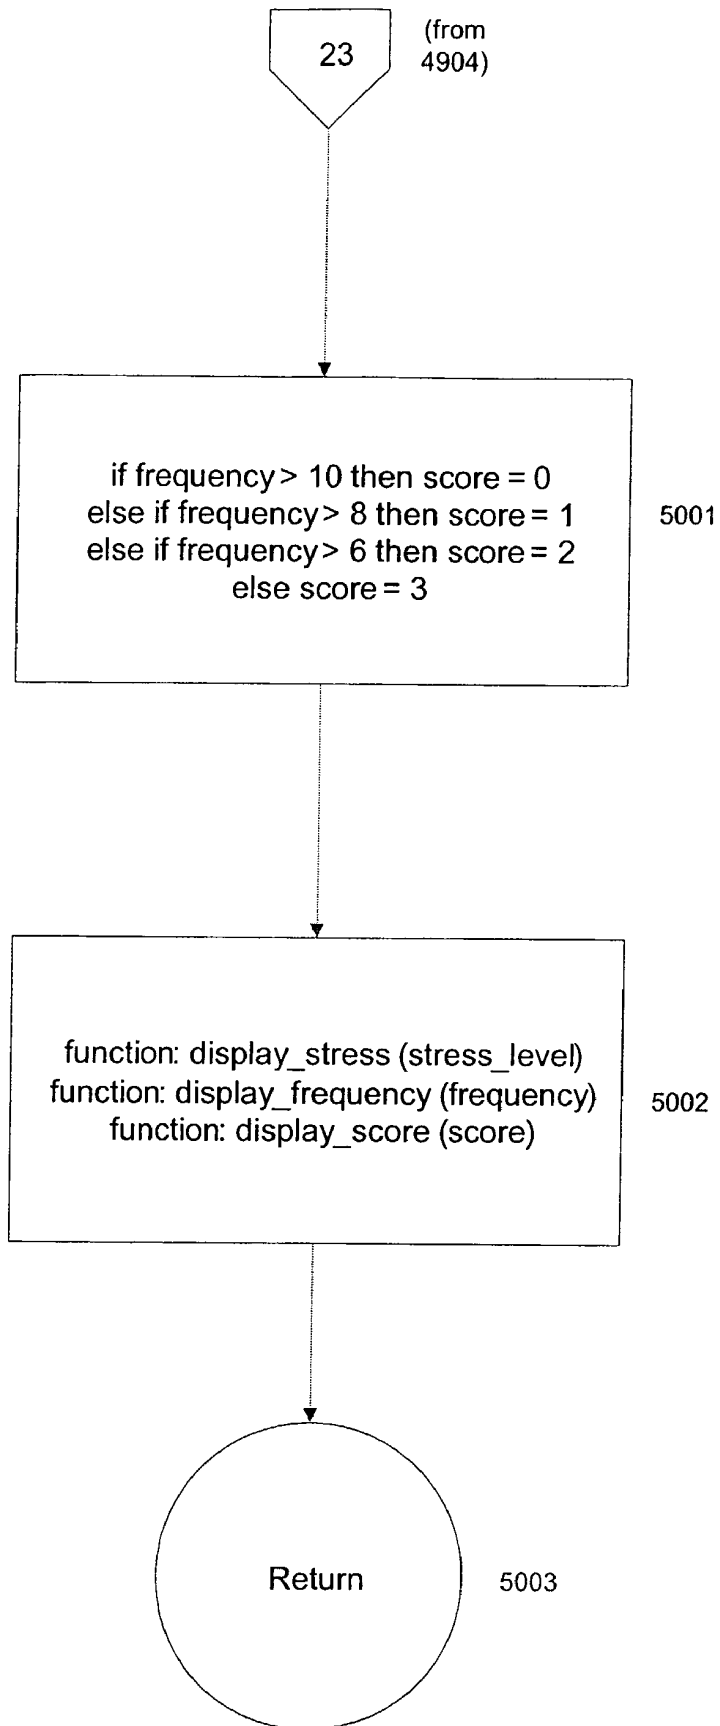 23
(from
4904)
if frequency > 10 then score = 0
else if frequency > 8 then score = 1
else if frequency > 6 then score = 2
else score = 3
5001
function: display_stress (stress_level)
function: display_frequency (frequency)
function: display_score (score)
5002
Return
5003